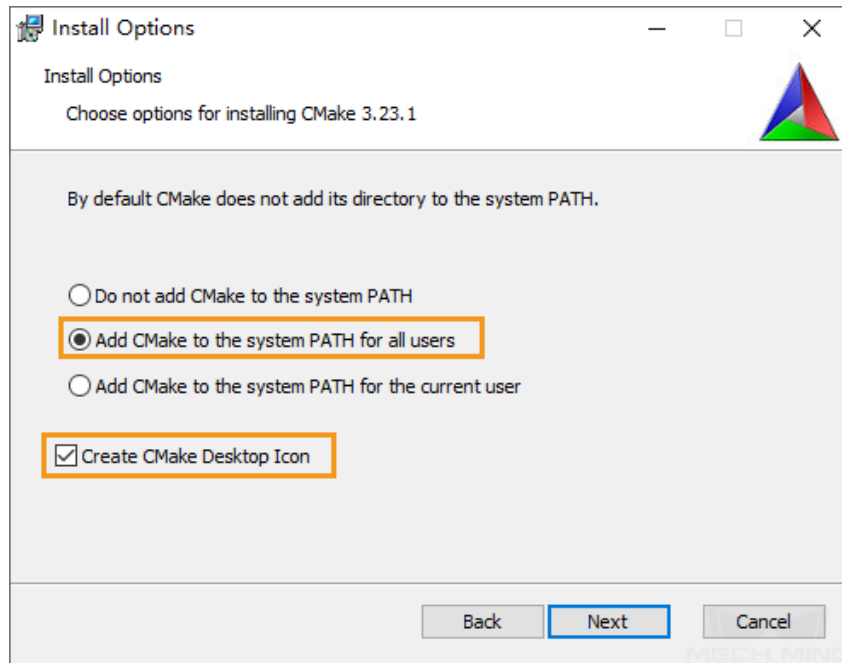 Install Options
Install Options
Choose options for installing CMake 3.23.1
By default CMake does not add its directory to the system PATH.
Do not add CMake to the system PATH
Add CMake to the system PATH for all users
Add CMake to the system PATH for the current user
Create CMake Desktop Icon
Back Next Cancel
MECH MIND